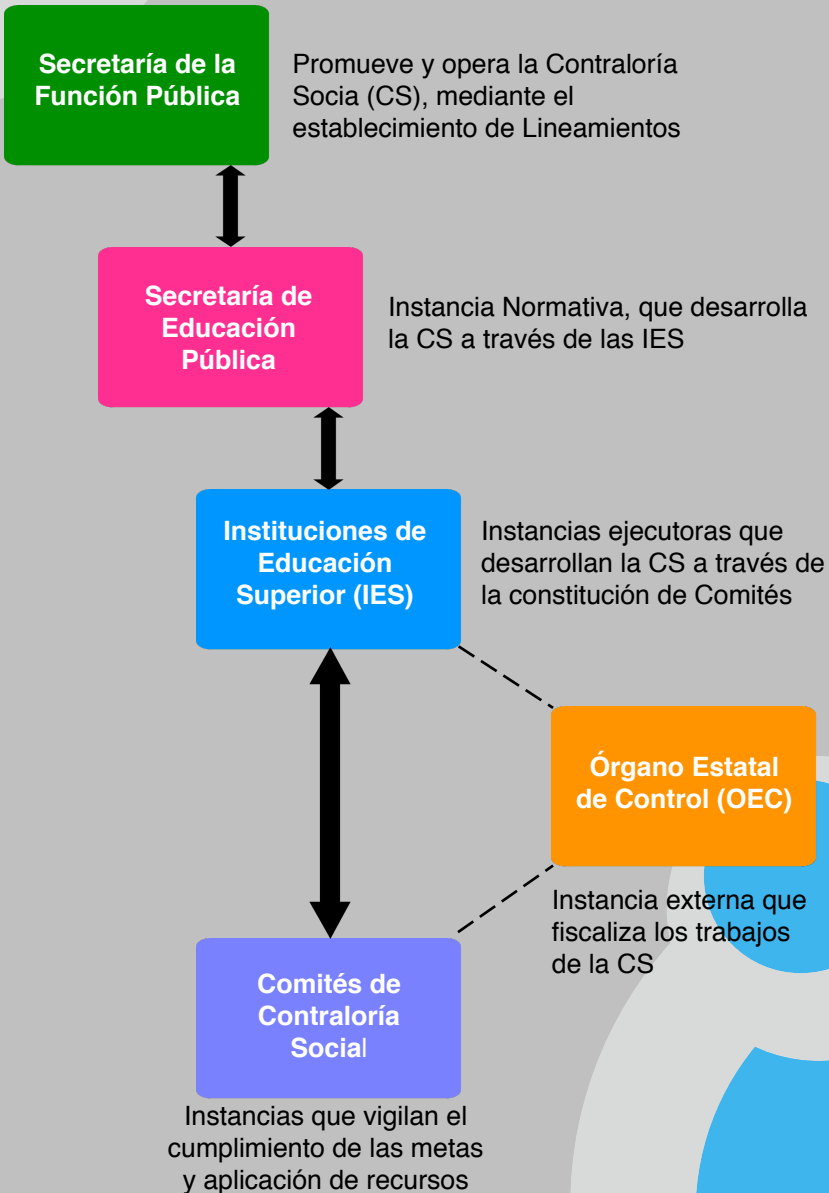 Secretaría de la
Función Pública
Promueve y opera la Contraloría
Socia (CS), mediante el
establecimiento de Lineamientos
Secretaría de
Educación
Pública
Instancia Normativa, que desarrolla
la CS a través de las IES
Instituciones de
Educación
Superior (IES)
Instancias ejecutoras que
desarrollan la CS a través de
la constitución de Comités
Órgano Estatal
de Control (OEC)
Instancia externa que
fiscaliza los trabajos
de la CS
Comités de
Contraloría
Social
Instancias que vigilan el
cumplimiento de las metas
y aplicación de recursos